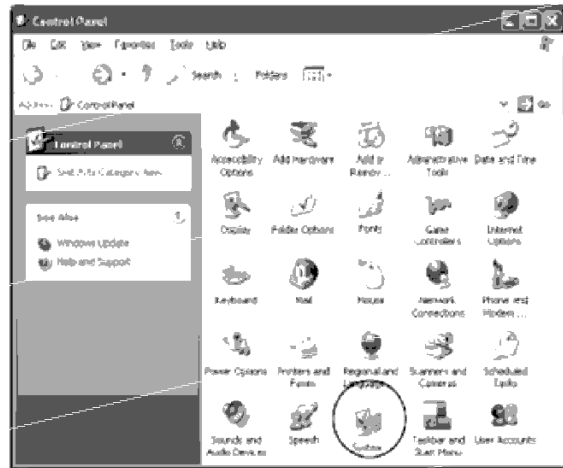 Control Panel
File Edit View Favorites Tools Help
Search Folders
Address Control Panel Go
Control Panel
Switch to Category View
See Also
Windows Update
Help and Support
Accessibility Options
Add Hardware
Add or Remov...
Administrative Tools
Date and Time
Display
Folder Options
Fonts
Game Controllers
Internet Options
Keyboard
Mail
Mouse
Network Connections
Phone and Modem ...
Power Options
Printers and Faxes
Regional and Language ...
Scanners and Cameras
Scheduled Tasks
Sounds and Audio Devices
Speech
System
Taskbar and Start Menu
User Accounts